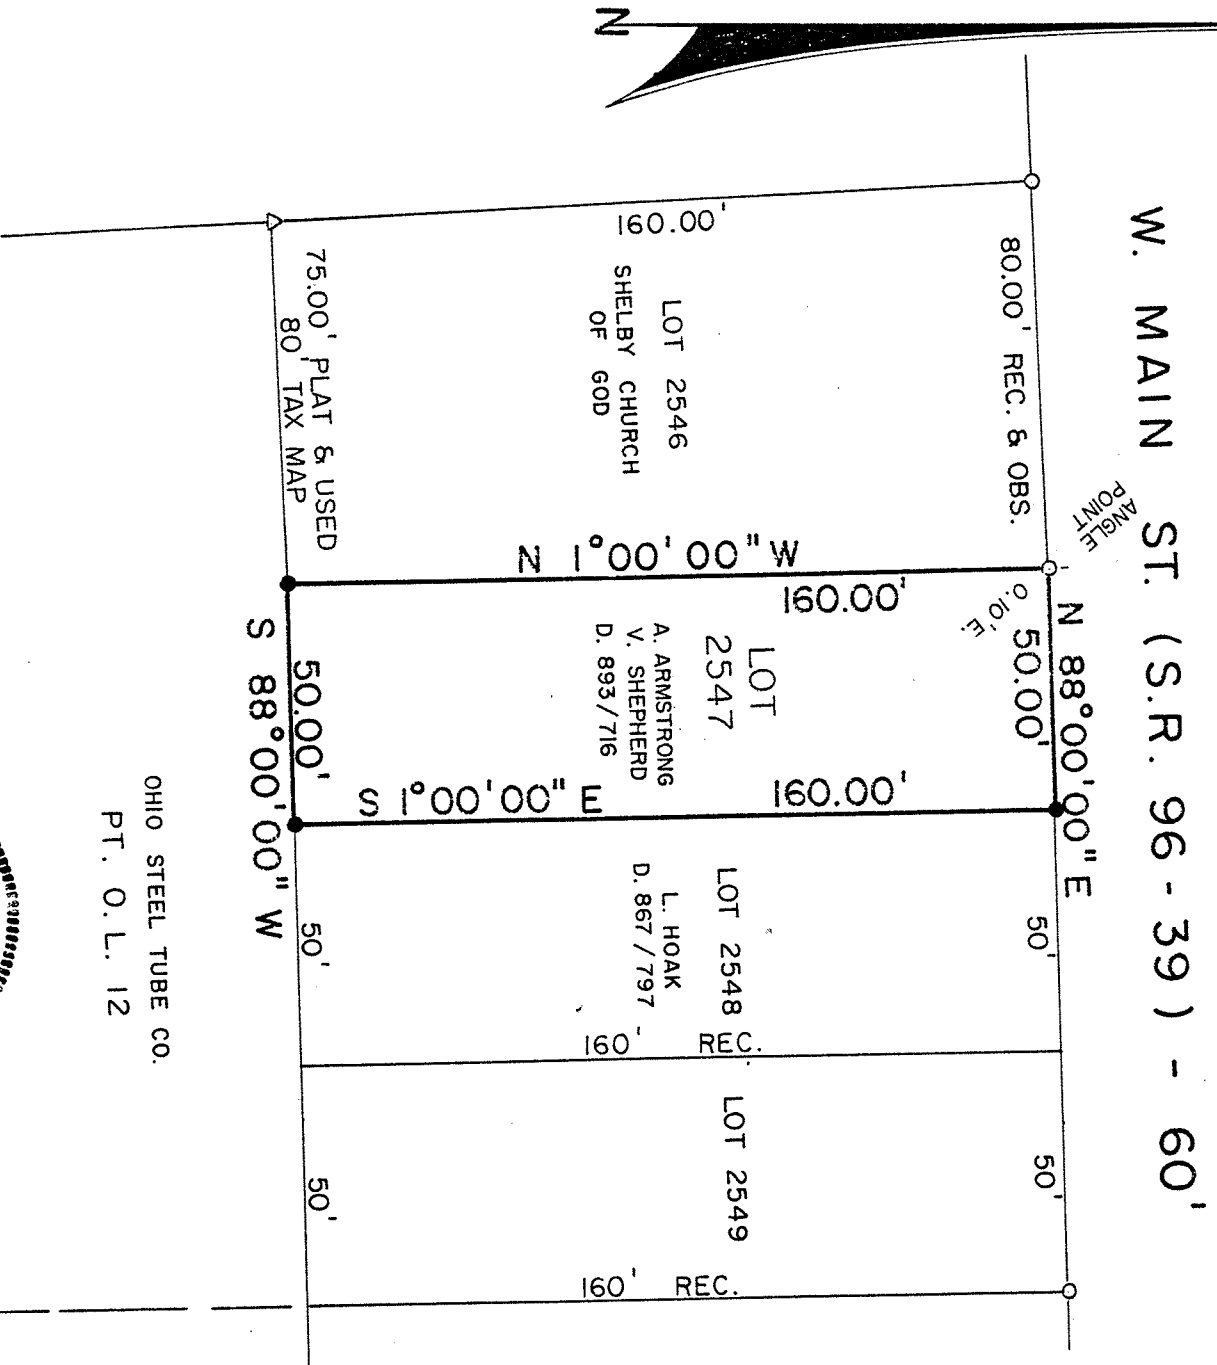 N
W. MAIN ST. (S.R. 96-39) - 60'
80.00' REC. & OBS.
ANGLE
POINT
N 88°00'00" E
0.10' E.
50.00'
50'
50'
160.00'
LOT 2546
SHELBY CHURCH
OF GOD
N 1°00'00" W
160.00'
LOT
2547
A. ARMSTRONG
V. SHEPHERD
D. 893/716
160.00'
S 1°00'00" E
LOT 2548
L. HOAK
D. 867/797
160' REC.
LOT 2549
160' REC.
75.00' PLAT & USED
80' TAX MAP
50.00'
50'
50'
S 88°00'00" W
OHIO STEEL TUBE CO.
PT. O.L. 12